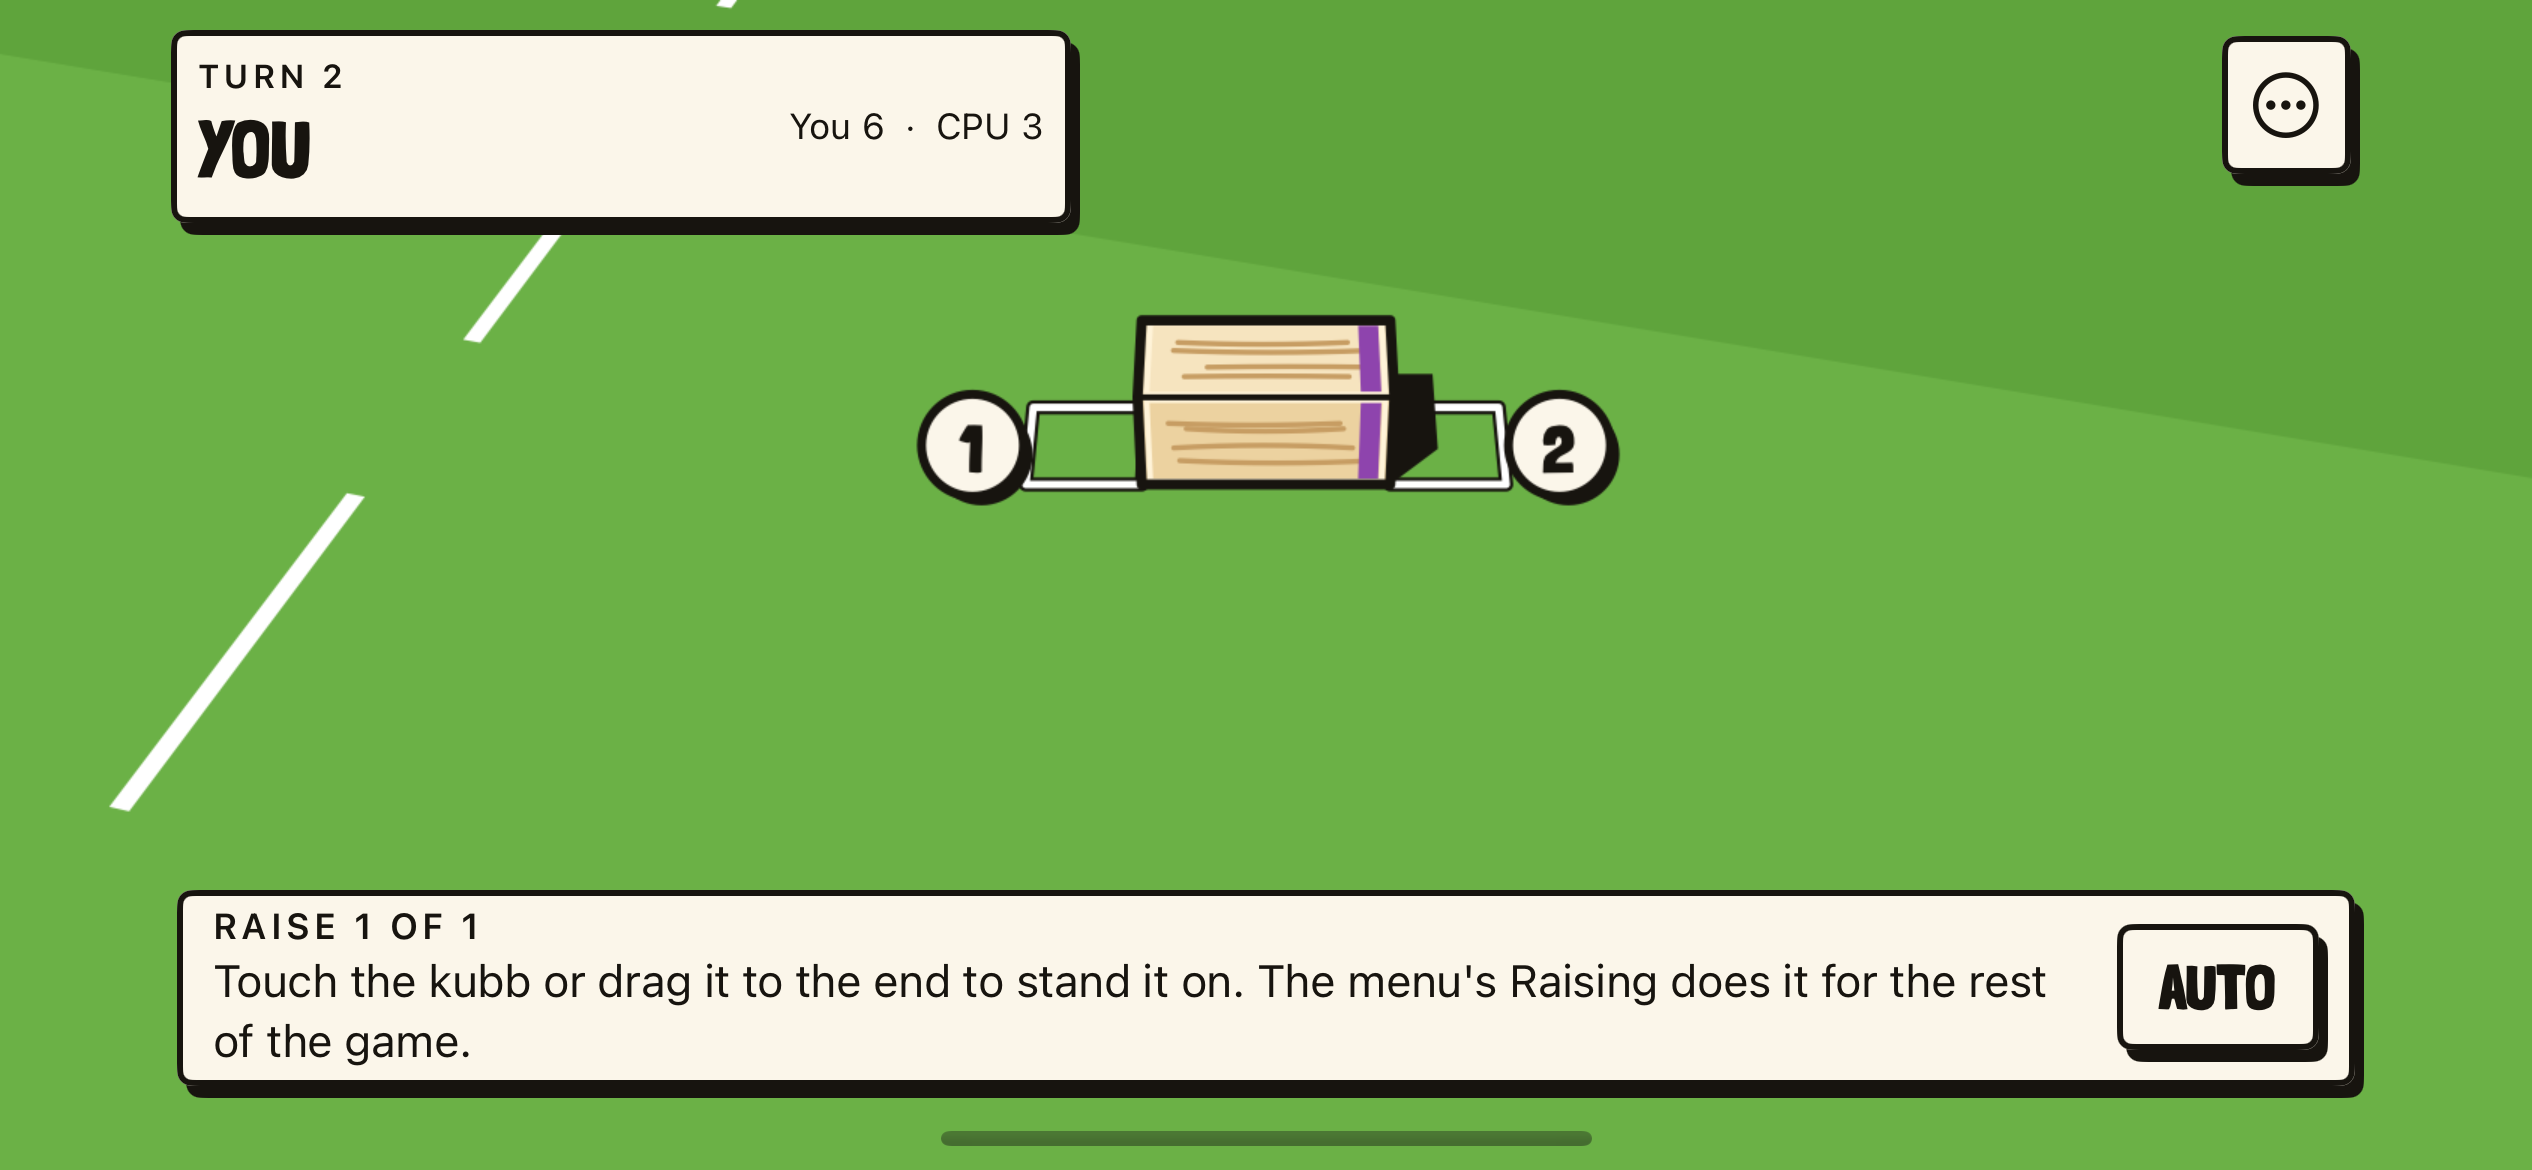 TURN 2
YOU
You 6 · CPU 3
1
2
RAISE 1 OF 1
Touch the kubb or drag it to the end to stand it on. The menu's Raising does it for the rest
of the game.
AUTO